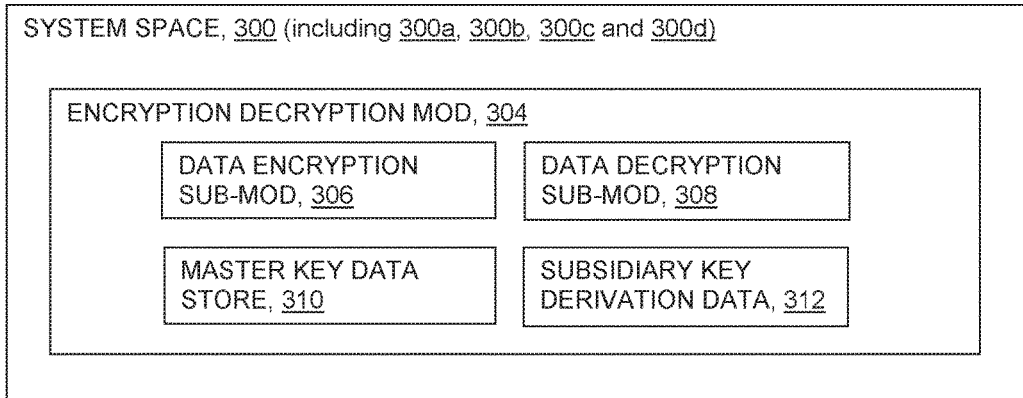 SYSTEM SPACE, 300 (including 300a, 300b, 300c and 300d)
ENCRYPTION DECRYPTION MOD, 304
DATA ENCRYPTION
SUB-MOD, 306
DATA DECRYPTION
SUB-MOD, 308
MASTER KEY DATA
STORE, 310
SUBSIDIARY KEY
DERIVATION DATA, 312